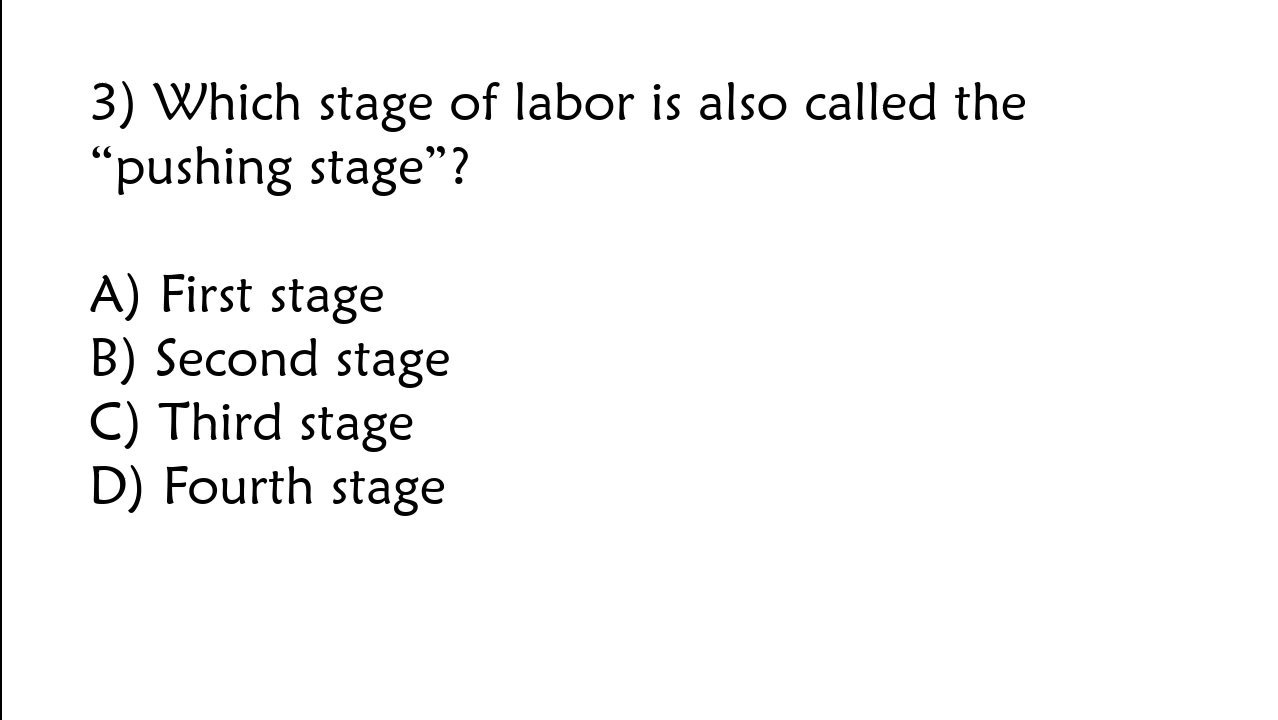 3) Which stage of labor is also called the
“pushing stage”?
A) First stage
B) Second stage
C) Third stage
D) Fourth stage